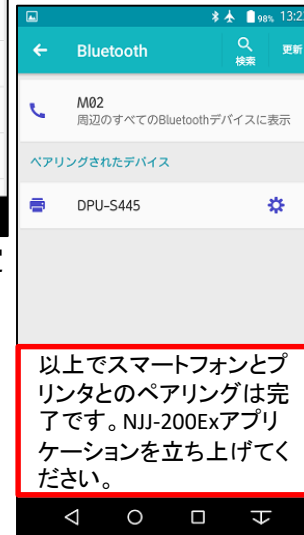 98% 13:2
Bluetooth
検索
更新
M02
周辺のすべてのBluetoothデバイスに表示
ペアリングされたデバイス
DPU-S445
以上でスマートフォンとプ
リンタとのペアリングは完
了です。NJJ-200Exアプリ
ケーションを立ち上げてく
ださい。